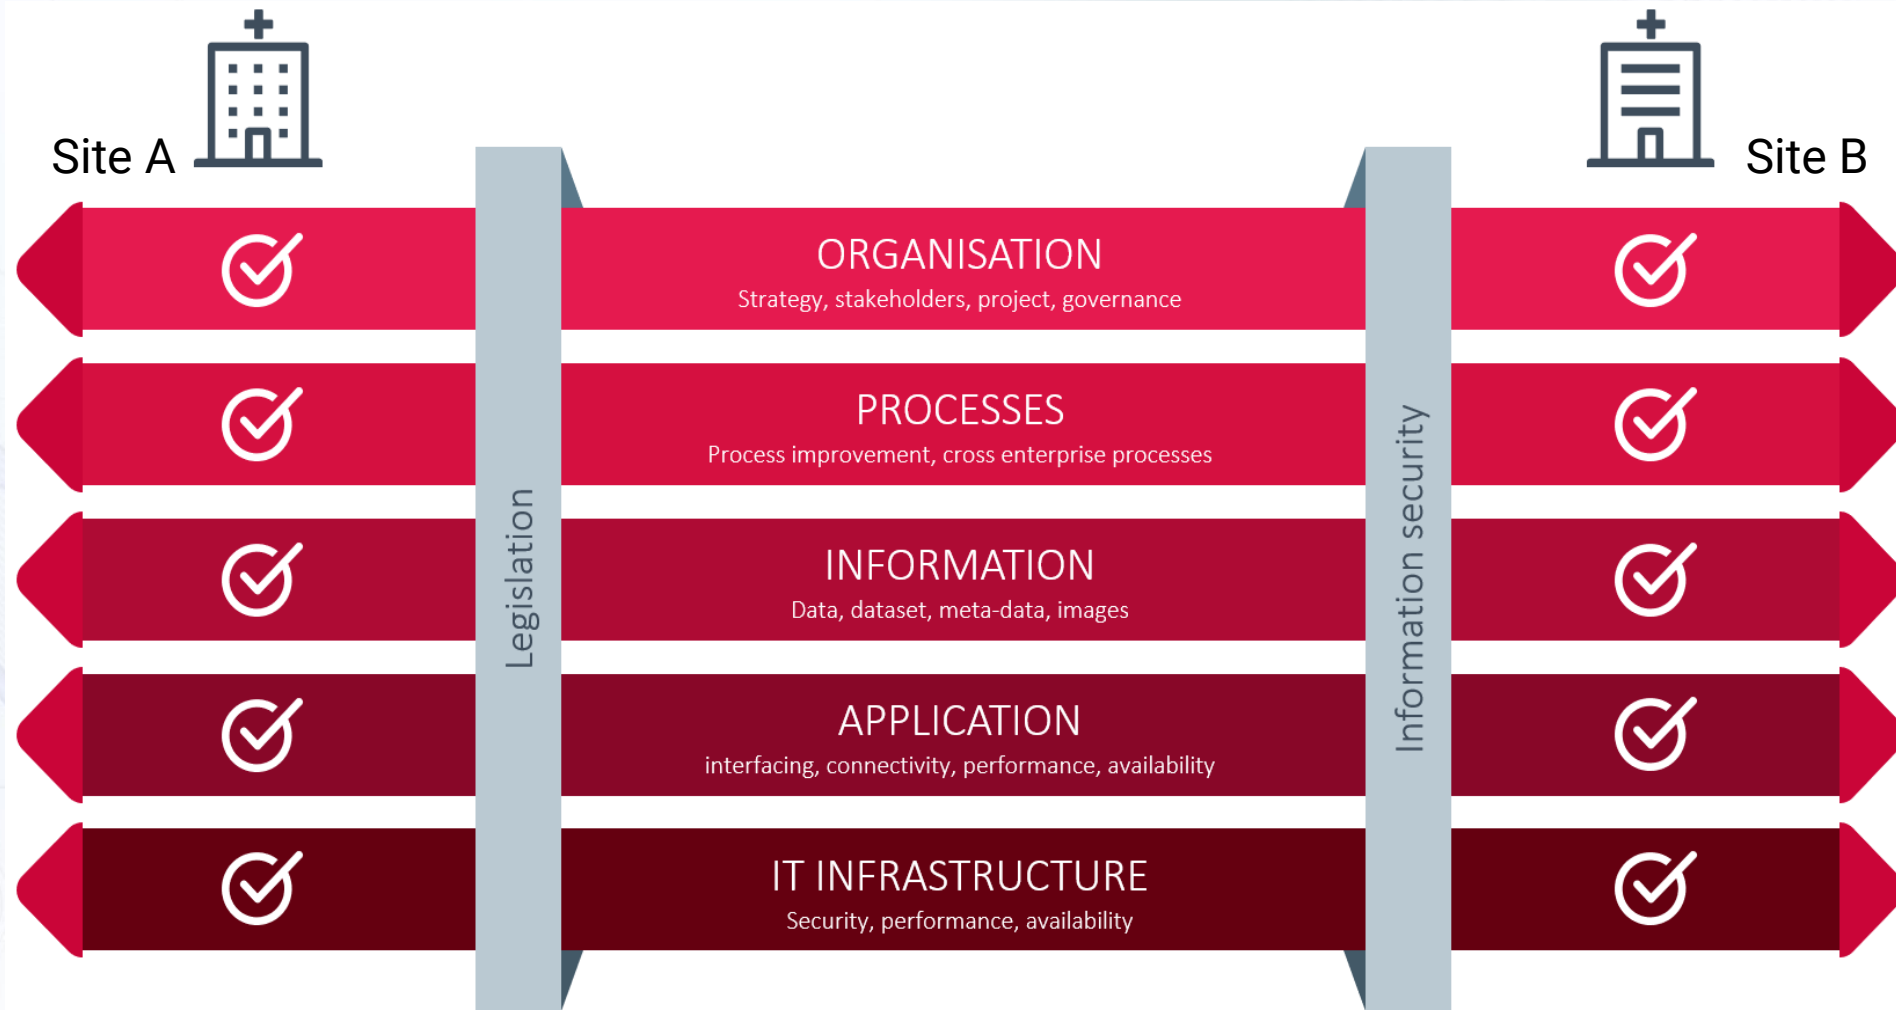 Site A
Site B
ORGANISATION
Strategy, stakeholders, project, governance
PROCESSES
Process improvement, cross enterprise processes
INFORMATION
Data, dataset, meta-data, images
APPLICATION
interfacing, connectivity, performance, availability
IT INFRASTRUCTURE
Security, performance, availability
Legislation
Information security